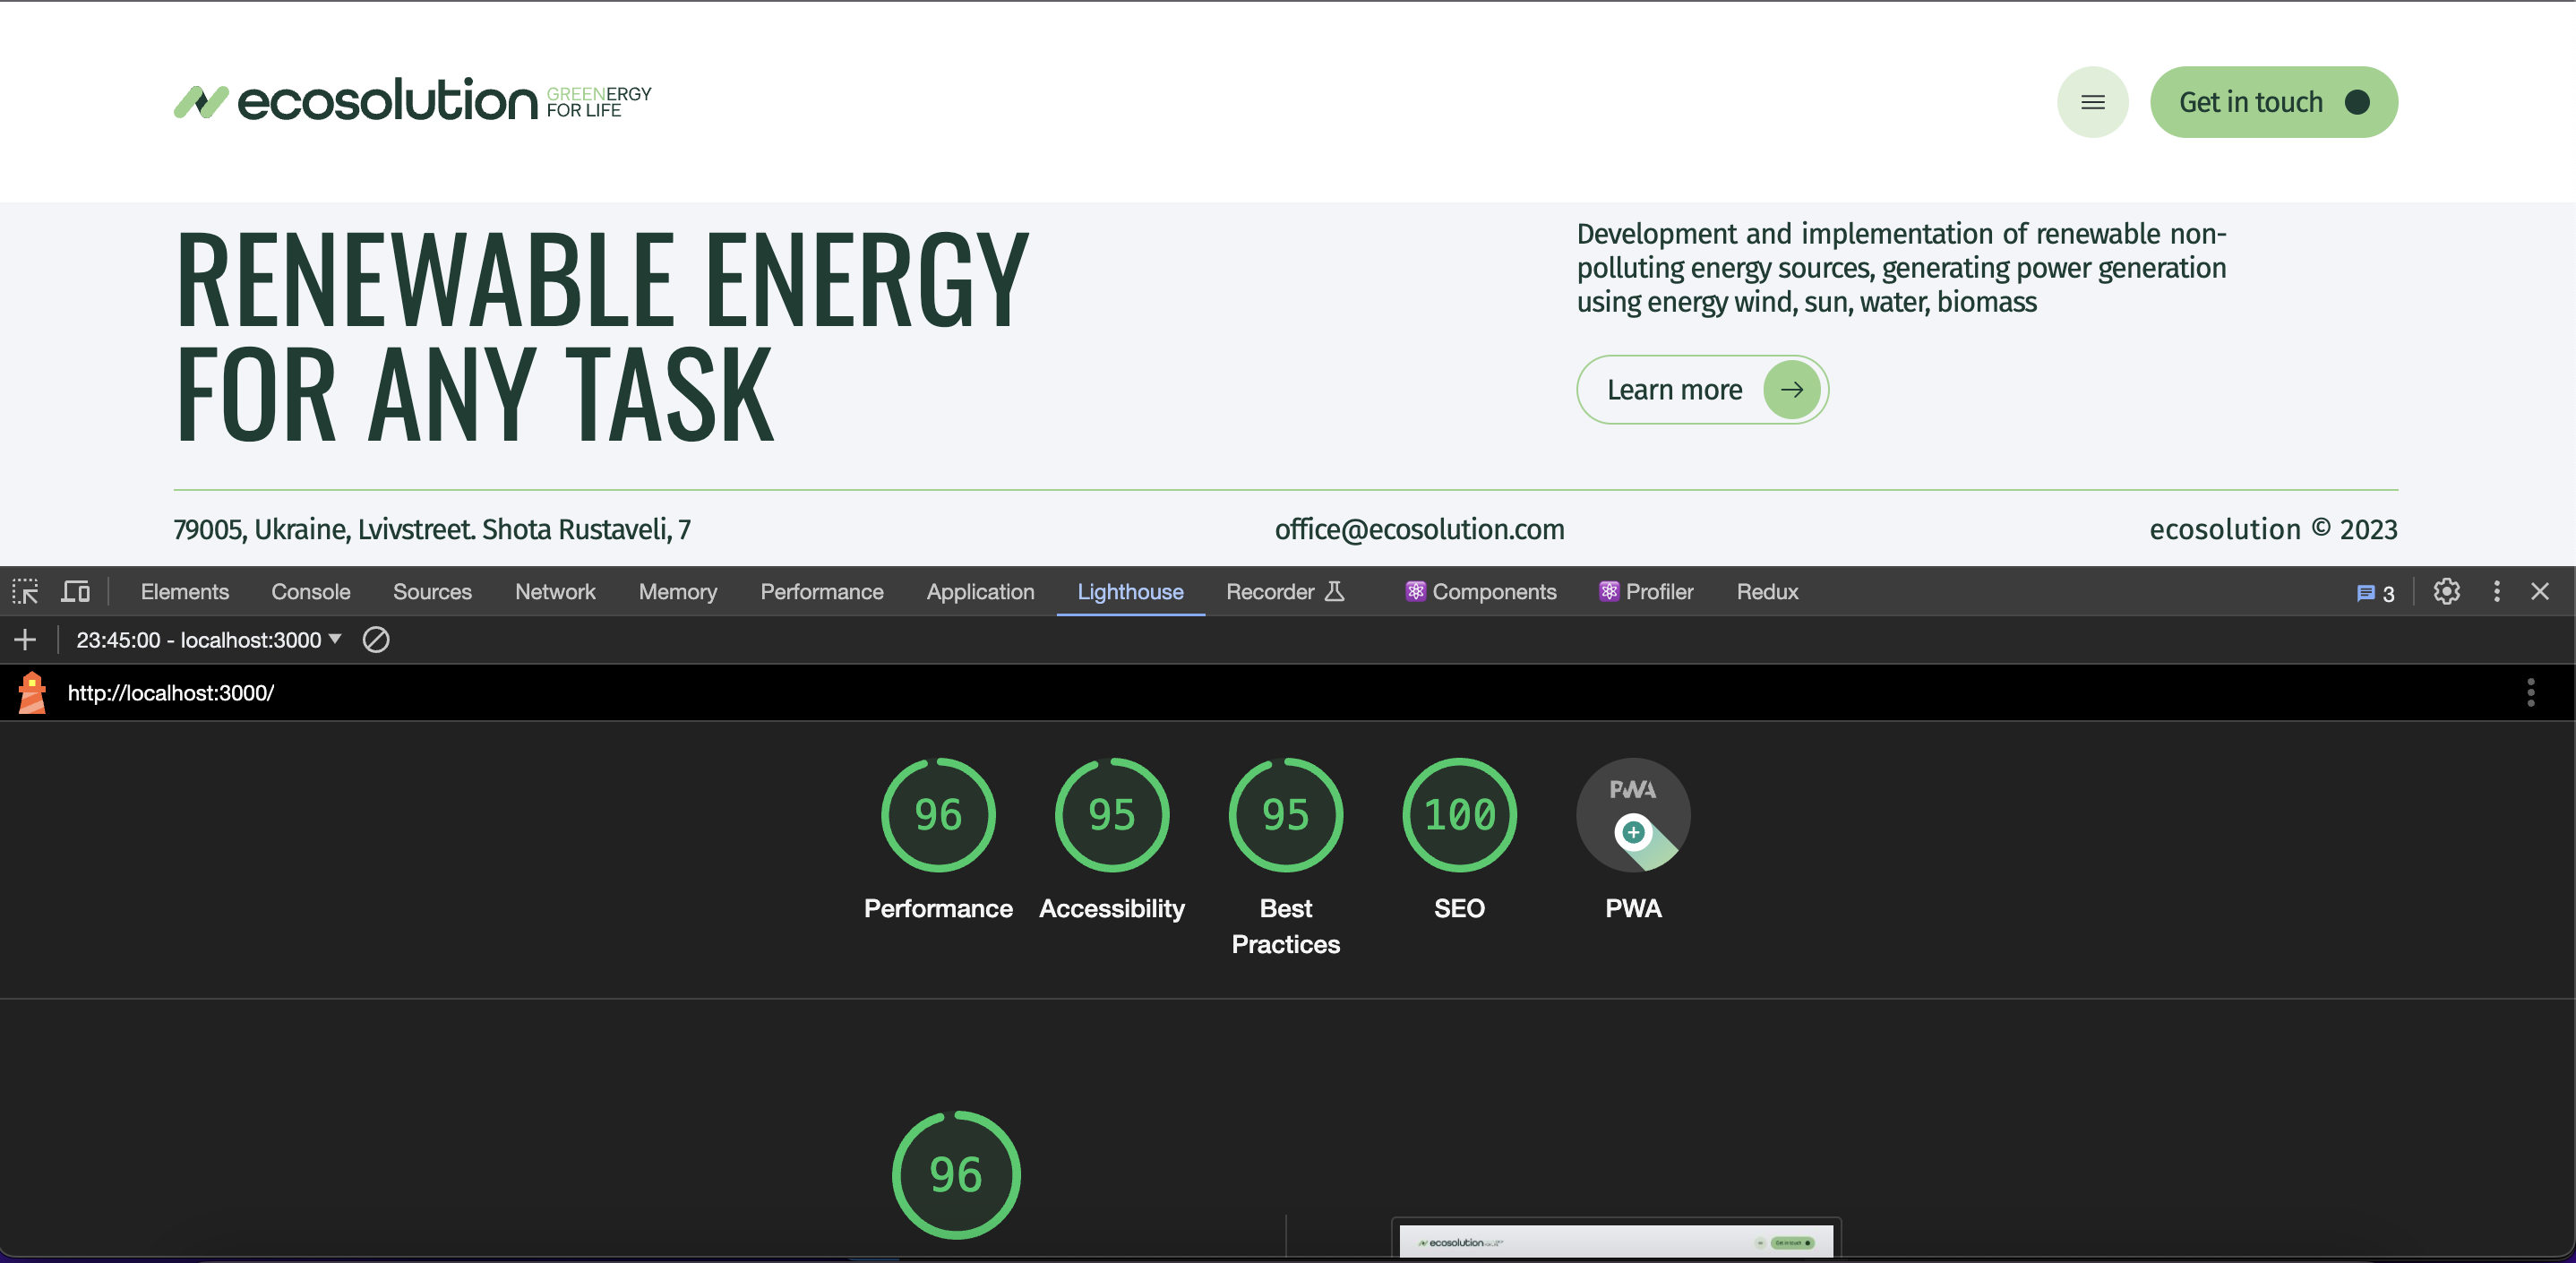 ecosolution GREENERGY
FOR LIFE
Get in touch
RENEWABLE ENERGY
FOR ANY TASK
Development and implementation of renewable non-
polluting energy sources, generating power generation
using energy wind, sun, water, biomass
Learn more
79005, Ukraine, Lvivstreet. Shota Rustaveli, 7
office@ecosolution.com
ecosolution © 2023
Elements Console Sources Network Memory Performance Application Lighthouse Recorder Components Profiler Redux 3
23:45:00 - localhost:3000
http://localhost:3000/
96 95 95 100 PWA
Performance Accessibility Best SEO PWA
Practices
96
ecosolution